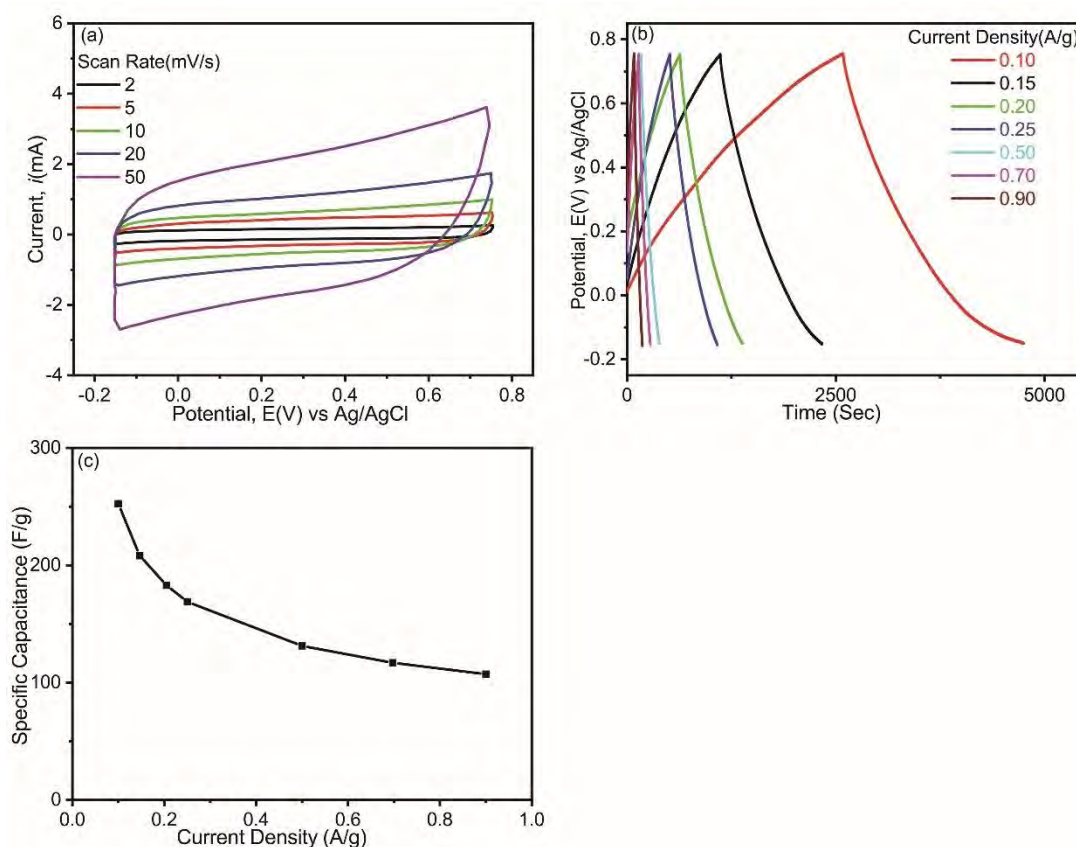 (a)
Scan Rate(mV/s)
2
5
10
20
50
Current, i(mA)
4
2
0
-2
-4
-0.2 0.0 0.2 0.4 0.6 0.8
Potential, E(V) vs Ag/AgCl
(b)
Current Density(A/g)
0.10
0.15
0.20
0.25
0.50
0.70
0.90
Potential, E(V) vs Ag/AgCl
0.8
0.6
0.4
0.2
0.0
-0.2
0 2500 5000
Time (Sec)
(c)
Specific Capacitance (F/g)
300
200
100
0
0.0 0.2 0.4 0.6 0.8 1.0
Current Density (A/g)